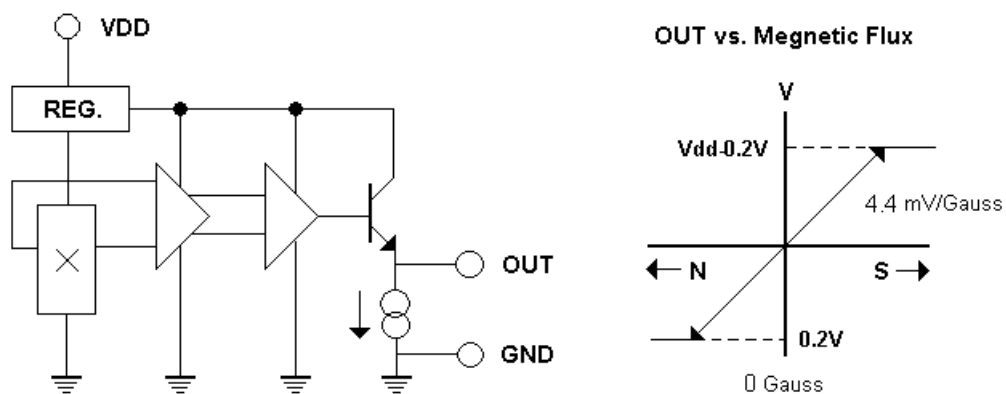 VDD
REG.
OUT
GND
OUT vs. Megnetic Flux
V
Vdd-0.2V
4.4 mV/Gauss
N
S
0.2V
0 Gauss